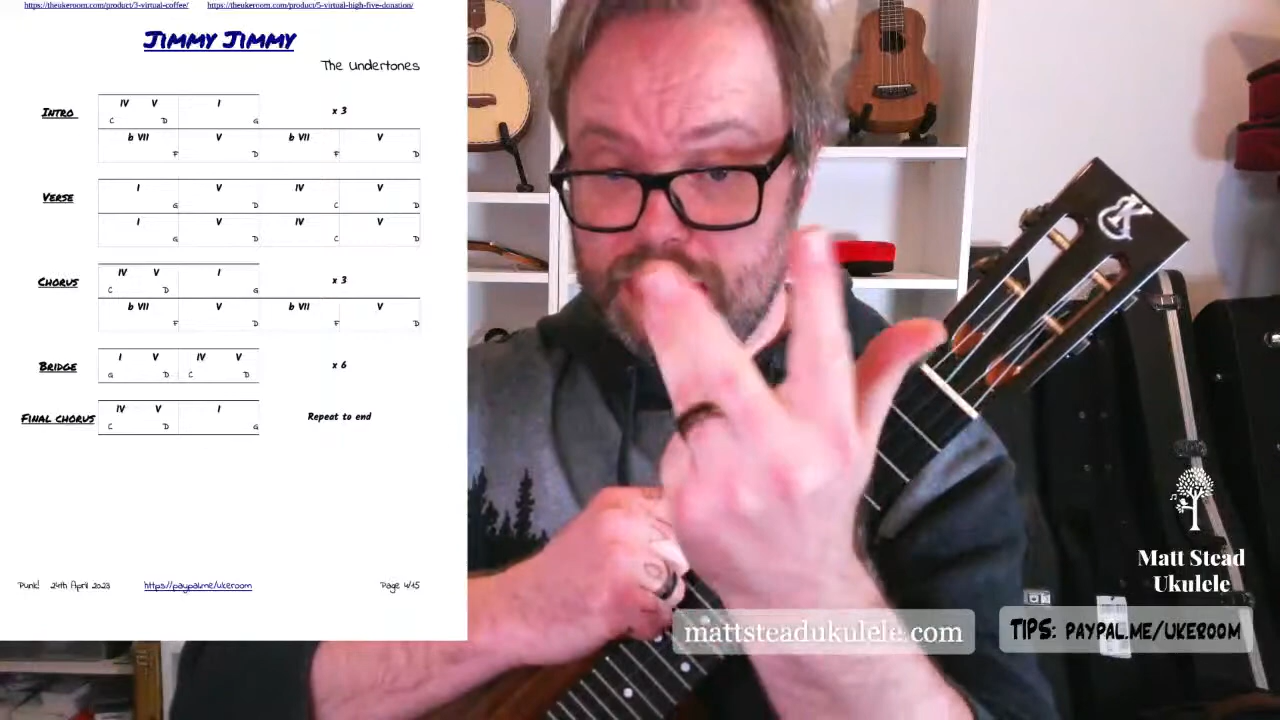 https://theukeroom.com/product/3-virtual-coffee/ https://theukeroom.com/product/5-virtual-high-five-donation/
Jimmy Jimmy
The Undertones
Intro IV V I x 3
C D G
b VII V b VII V
F D F D
Verse I V IV V
G D C D
I V IV V
G D C D
Chorus IV V I x 3
C D G
b VII V b VII V
F D F D
Bridge I V IV V x 6
G D C D
Final chorus IV V I Repeat to end
C D G
Punk! 24th April 2023 https://paypal.me/ukeroom Page 4/15
K
Matt Stead
Ukulele
mattsteadukulele.com
TIPS: PAYPAL.ME/UKEROOM